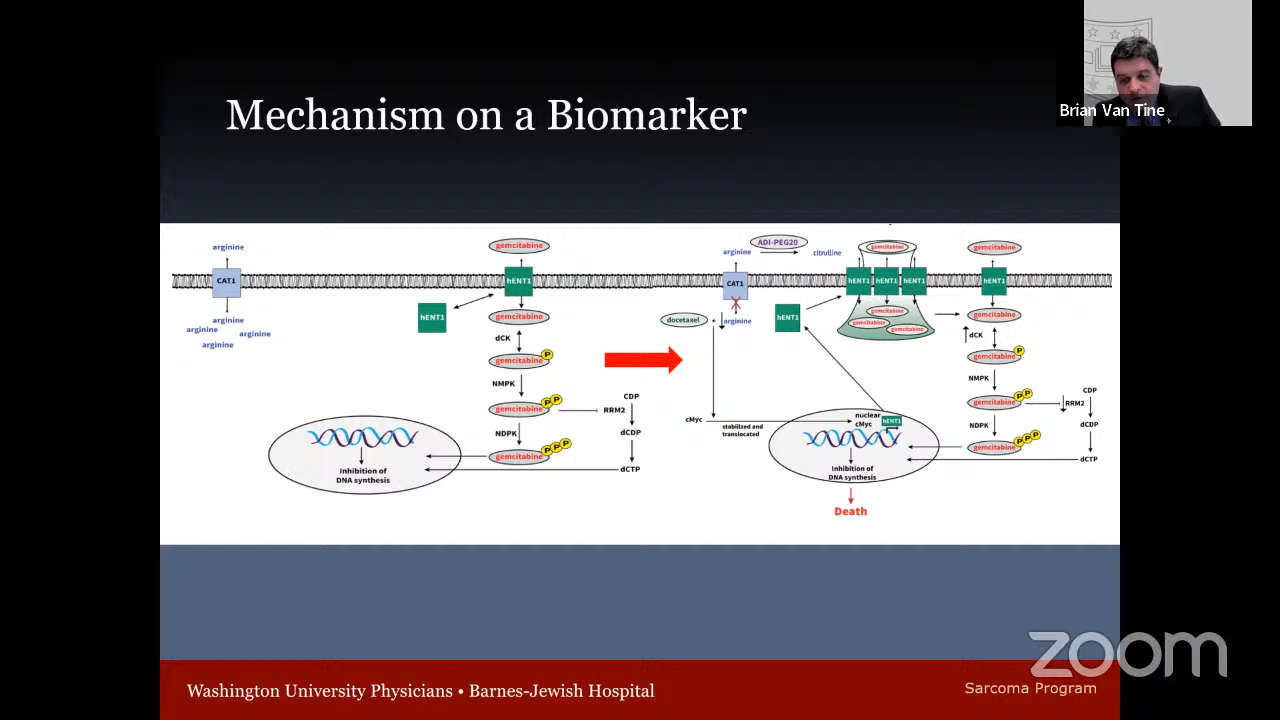 Mechanism on a Biomarker
Brian Van Tine
arginine
CAT1
arginine
arginine
arginine
arginine
gemcitabine
hENT1
hENT1
gemcitabine
dCK
gemcitabine P
NMPK
gemcitabine P P
RRM2
CDP
dCDP
dCTP
NDPK
gemcitabine P P P
Inhibition of
DNA synthesis
arginine
ADI-PEG20
citrulline
CAT1
docetaxel +
arginine
hENT1
gemcitabine
hENT1
hENT1
hENT1
gemcitabine
gemcitabine
gemcitabine
gemcitabine
hENT1
gemcitabine
dCK
gemcitabine P
NMPK
gemcitabine P P
RRM2
CDP
dCDP
dCTP
NDPK
gemcitabine P P P
cMyc
stabilized and
translocated
nuclear
cMyc
hENT1
Inhibition of
DNA synthesis
Death
zoom
Washington University Physicians • Barnes-Jewish Hospital
Sarcoma Program